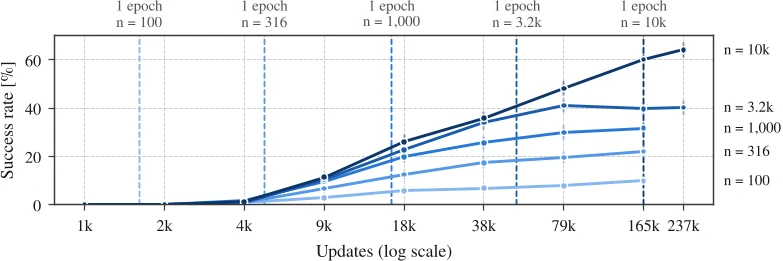 1 epoch 1 epoch 1 epoch 1 epoch 1 epoch
n = 100 n = 316 n = 1,000 n = 3.2k n = 10k
Success rate [%]
60
40
20
0
n = 10k
n = 3.2k
n = 1,000
n = 316
n = 100
1k 2k 4k 9k 18k 38k 79k 165k 237k
Updates (log scale)